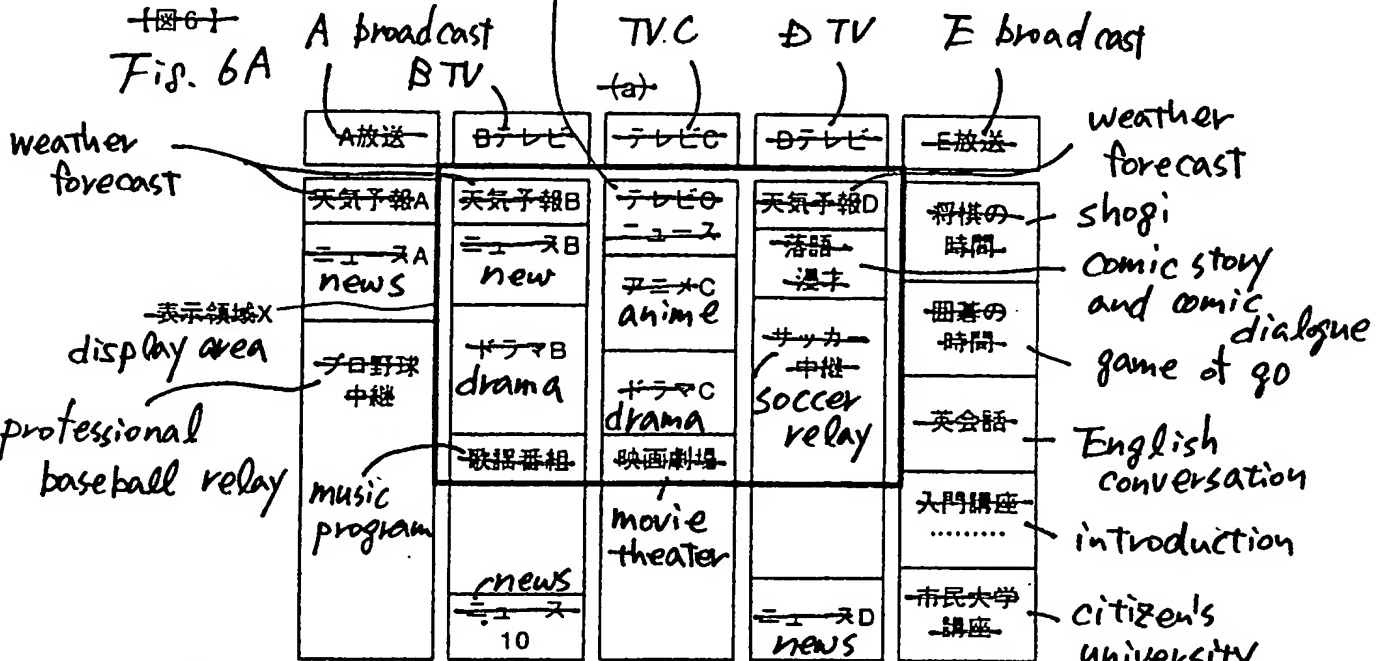 【図6】
Fig. 6A
A broadcast
B TV
TV.C
D TV
E broadcast
(a)
A放送
Bテレビ
テレビC
Dテレビ
E放送
weather
forecast
weather
forecast
天気予報A
ニュースA
news
表示領域X
display area
プロ野球
中継
professional
baseball relay
天気予報B
ニュースB
new
ドラマB
drama
歌謡番組
music
program
news
ニュース
10
テレビC
ニュース
アニメC
anime
ドラマC
drama
映画劇場
movie
theater
天気予報D
落語
漫才
comic story
and comic
dialogue
サッカー
中継
soccer
relay
ニュースD
news
将棋の
時間
shogi
囲碁の
時間
game of go
英会話
English
conversation
入門講座
………
introduction
市民大学
講座
citizen's
university